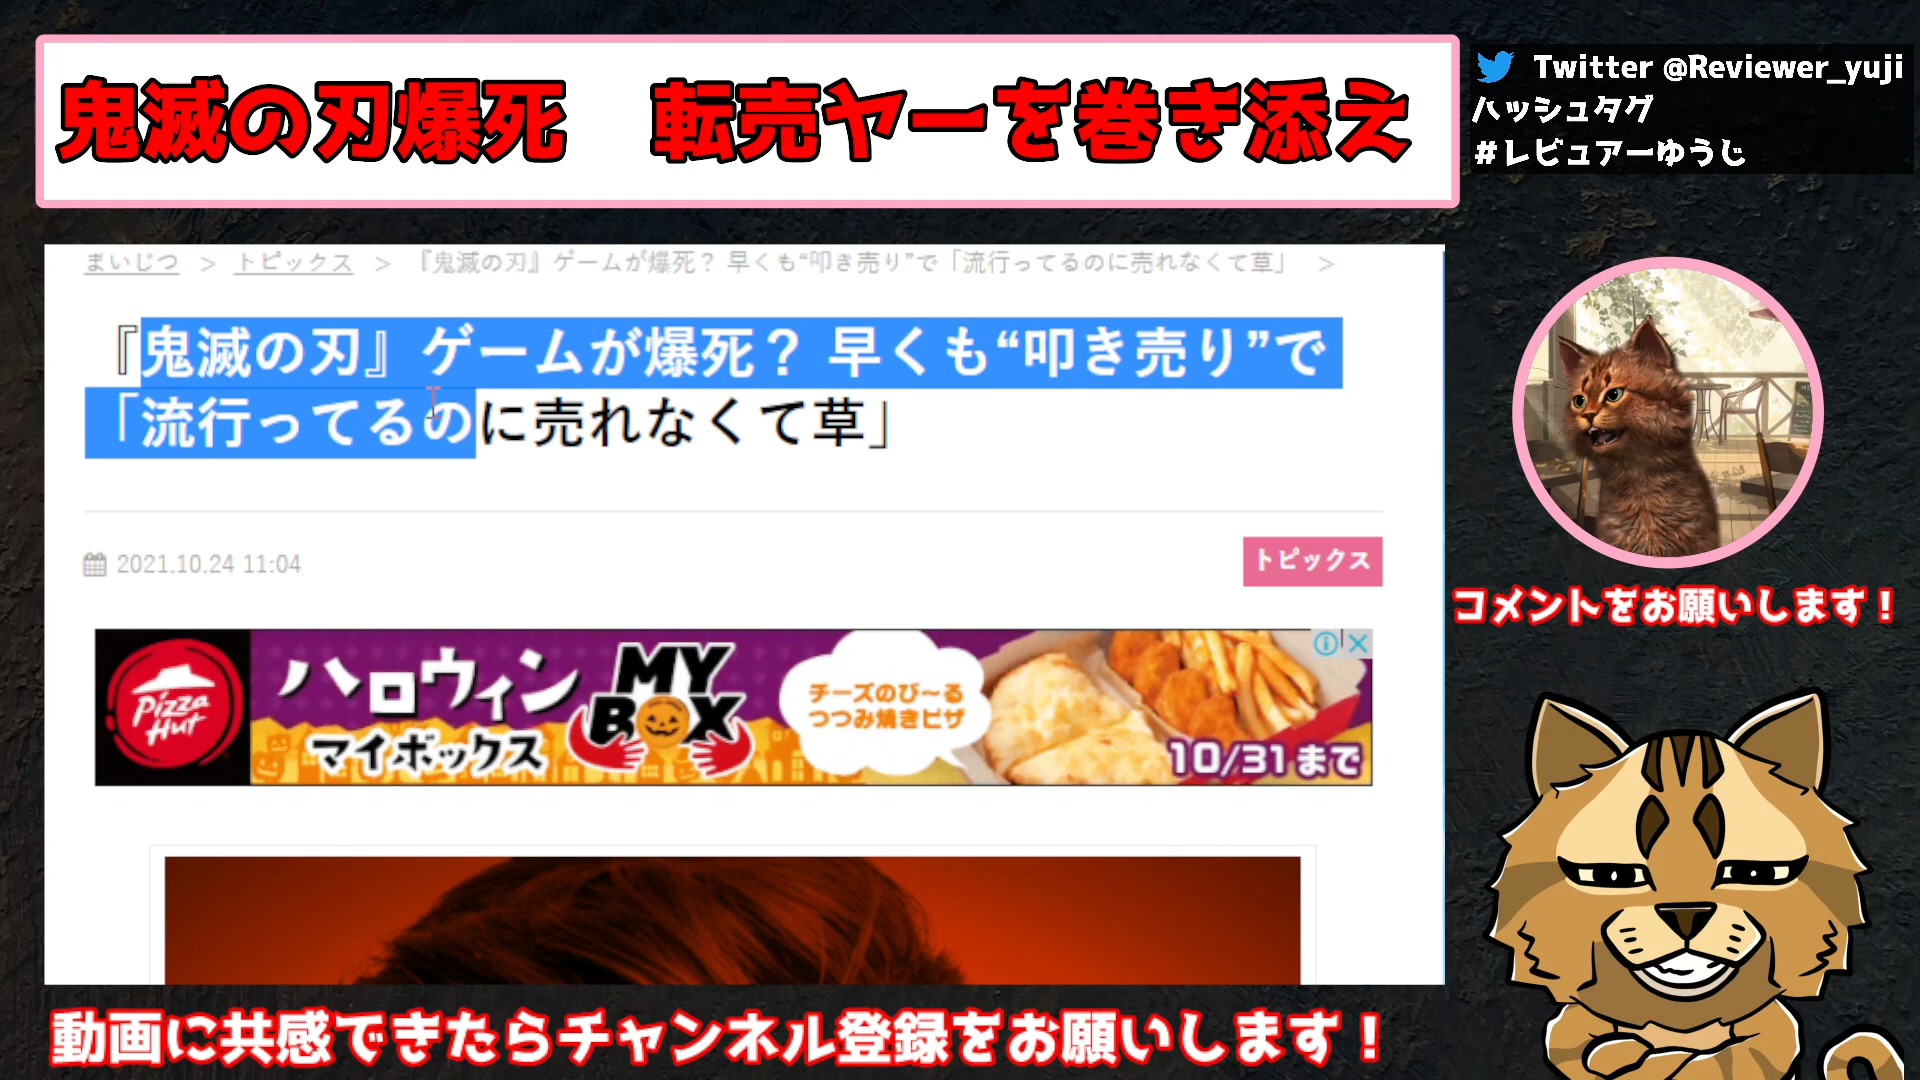 鬼滅の刃爆死　転売ヤーを巻き添え
Twitter @Reviewer_yuji
ハッシュタグ
#レビュアーゆうじ
まいじつ > トピックス > 『鬼滅の刃』ゲームが爆死？ 早くも“叩き売り”で「流行ってるのに売れなくて草」 >
『鬼滅の刃』ゲームが爆死？ 早くも“叩き売り”で
「流行ってるのに売れなくて草」
2021.10.24 11:04
トピックス
Pizza
Hut
ハロウィン
マイボックス
MY
BOX
チーズのび～る
つつみ焼きピザ
10/31まで
コメントをお願いします！
動画に共感できたらチャンネル登録をお願いします！